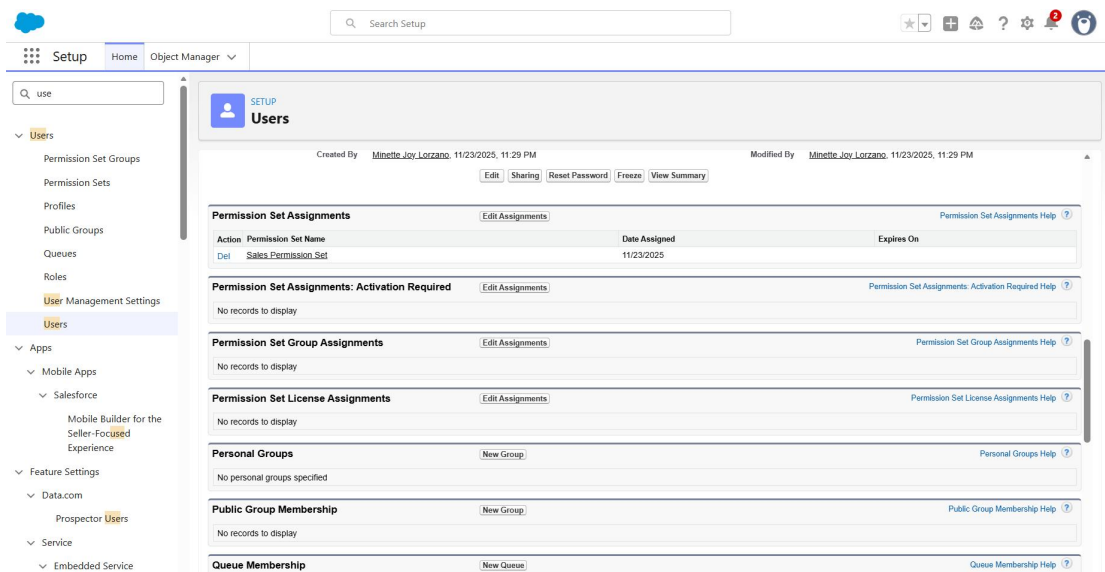 Search Setup
2
Setup
Home
Object Manager
use
Users
Permission Set Groups
Permission Sets
Profiles
Public Groups
Queues
Roles
User Management Settings
Users
Apps
Mobile Apps
Salesforce
Mobile Builder for the
Seller-Focused
Experience
Feature Settings
Data.com
Prospector Users
Service
Embedded Service
SETUP
Users
Created By Minette Joy Lorzano, 11/23/2025, 11:29 PM Modified By Minette Joy Lorzano, 11/23/2025, 11:29 PM
Edit Sharing Reset Password Freeze View Summary
Permission Set Assignments Edit Assignments Permission Set Assignments Help ?
Action Permission Set Name Date Assigned Expires On
Del Sales Permission Set 11/23/2025
Permission Set Assignments: Activation Required Edit Assignments Permission Set Assignments: Activation Required Help ?
No records to display
Permission Set Group Assignments Edit Assignments Permission Set Group Assignments Help ?
No records to display
Permission Set License Assignments Edit Assignments Permission Set License Assignments Help ?
No records to display
Personal Groups New Group Personal Groups Help ?
No personal groups specified
Public Group Membership New Group Public Group Membership Help ?
No records to display
Queue Membership New Queue Queue Membership Help ?